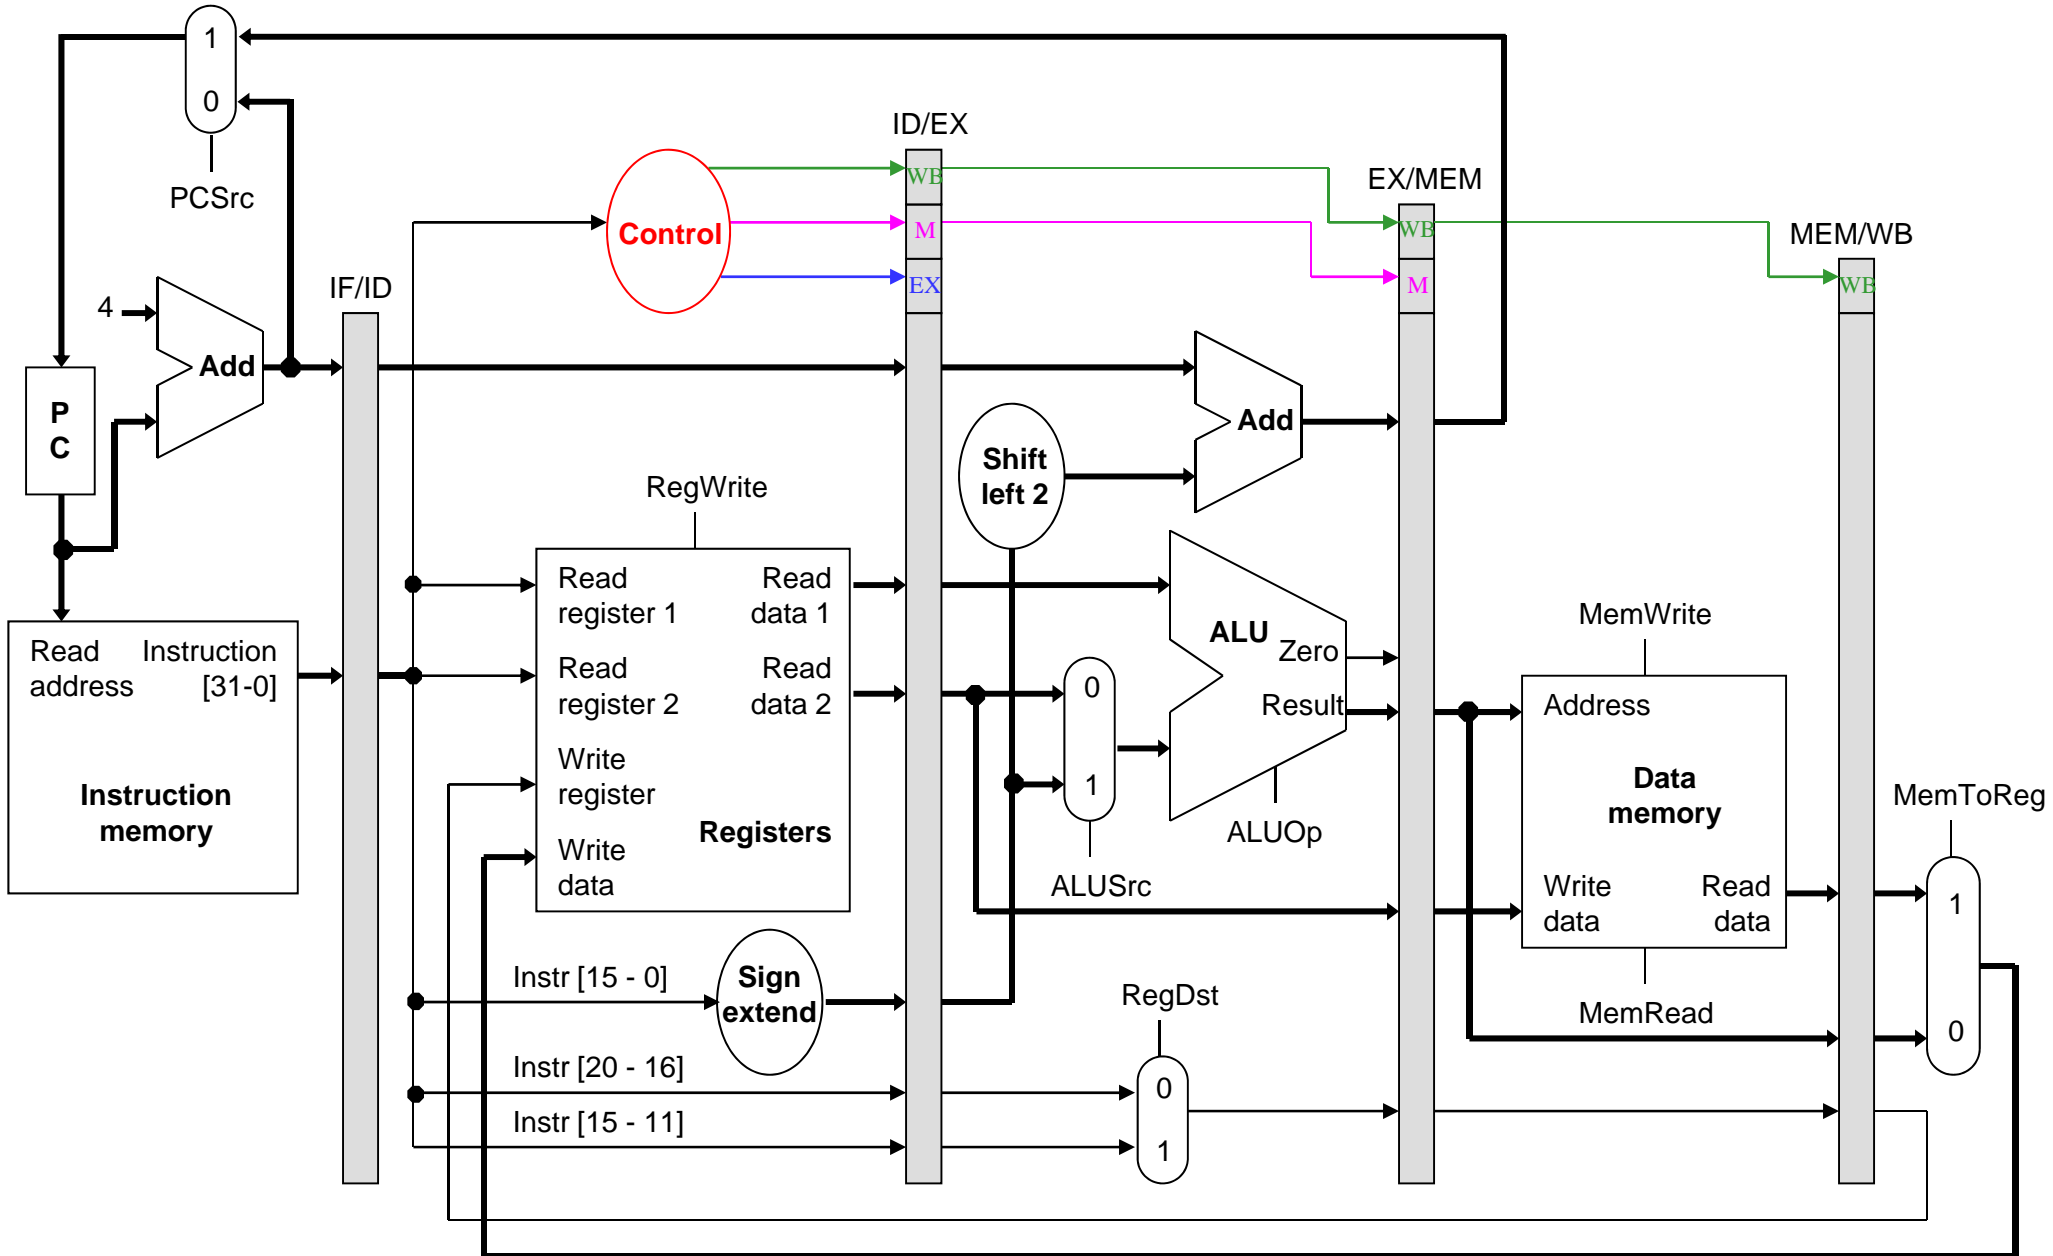 1
0
PCSrc
ID/EX
WB
M
EX
Control
EX/MEM
WB
M
MEM/WB
WB
IF/ID
4
Add
P
C
Add
Shift
left 2
RegWrite
Read
register 1
Read
data 1
Read
register 2
Read
data 2
Write
register
Write
data
Registers
Read
address
Instruction
[31-0]
Instruction
memory
ALU
Zero
Result
ALUOp
0
1
ALUSrc
MemWrite
Address
Data
memory
Write
data
Read
data
MemRead
MemToReg
1
0
Instr [15 - 0]
Sign
extend
RegDst
Instr [20 - 16]
Instr [15 - 11]
0
1